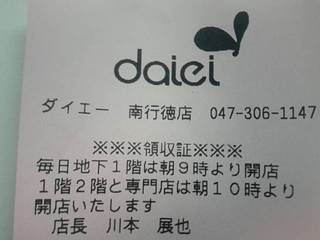 daiei
ダイエー 南行徳店 047-306-1147
※※※領収証※※※
毎日地下1階は朝9時より開店
1階2階と専門店は朝10時より
開店いたします
店長 川本 展也